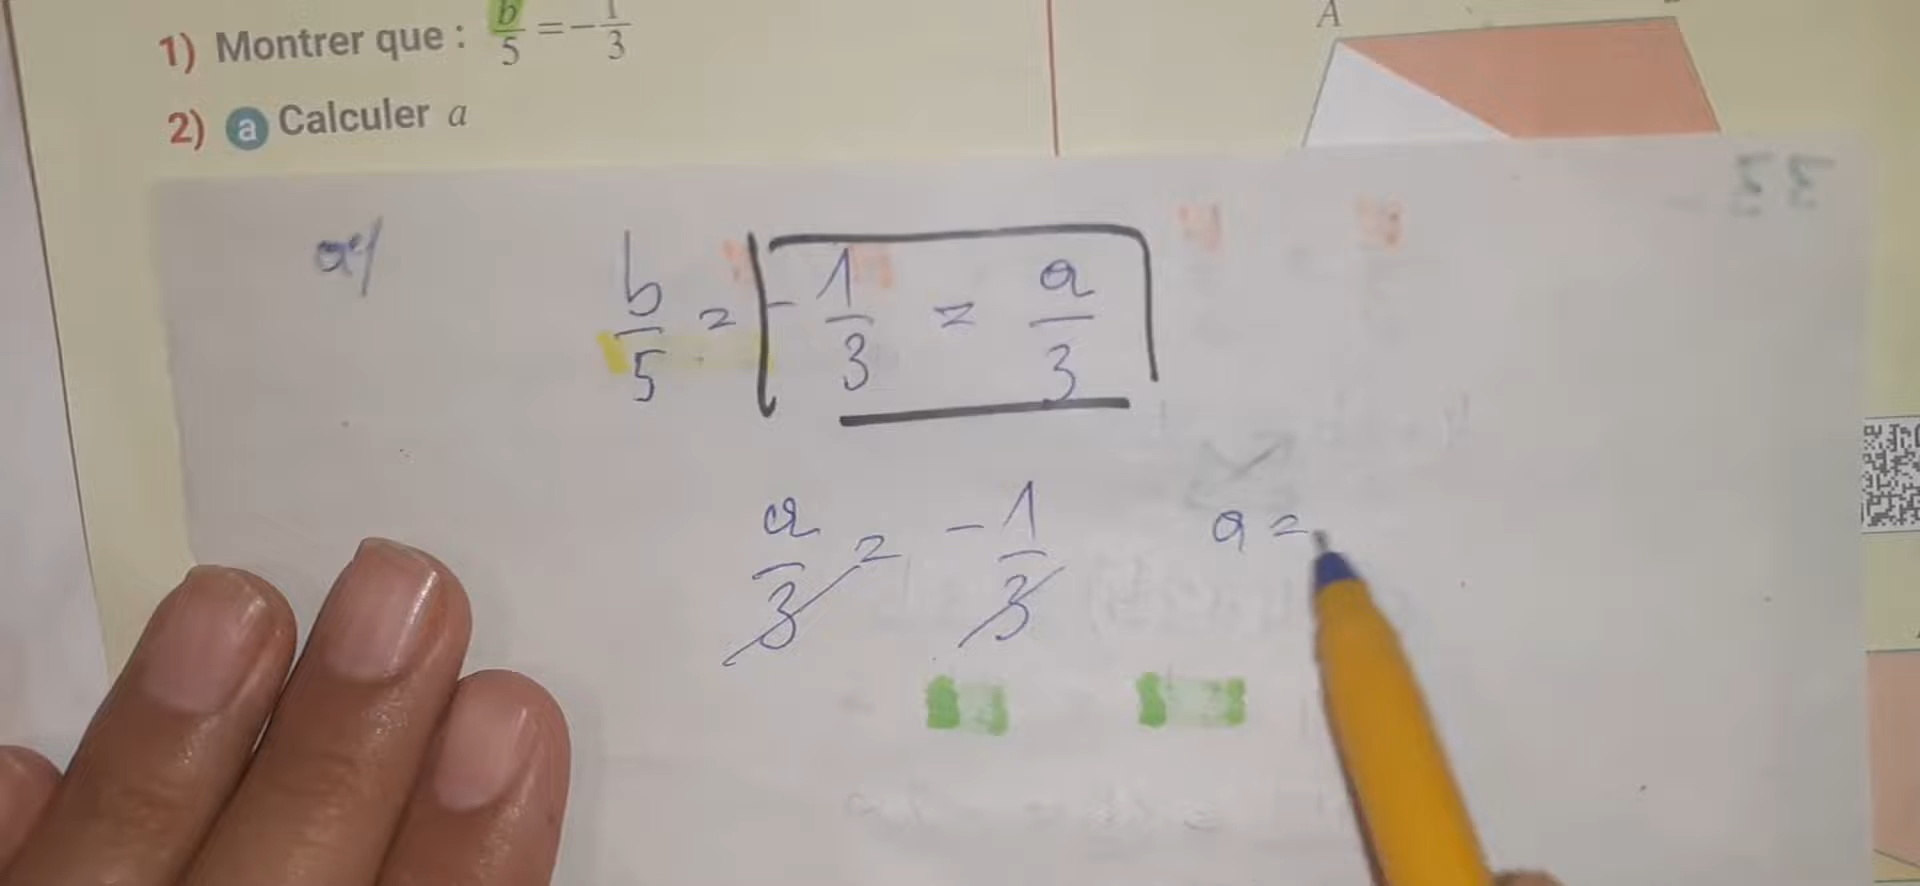 1) Montrer que : b/5 = -1/3
A
2) a Calculer a
a/
b/5 = -1/3 = a/3
a/3 = -1/3 a =